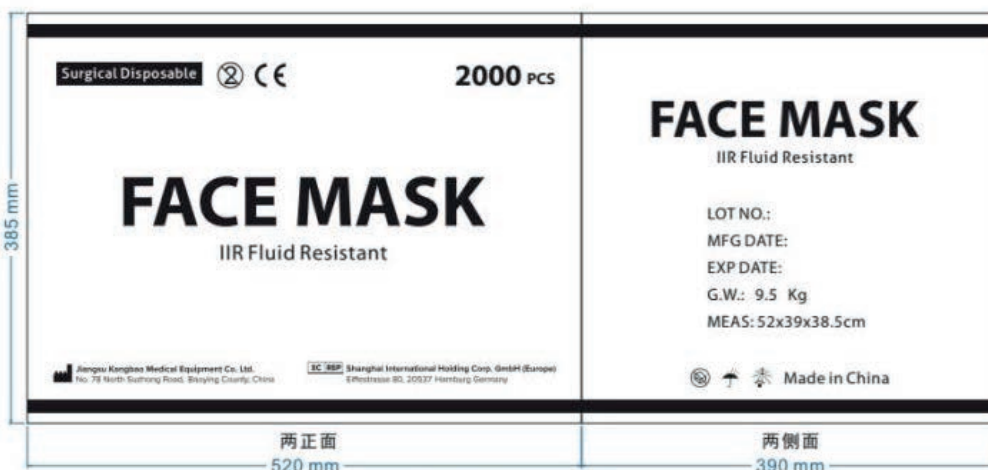 Surgical Disposable
2
CE
2000 PCS
FACE MASK
IIR Fluid Resistant
Jiangsu Kangbao Medical Equipment Co. Ltd.
No. 78 North Suzhong Road, Baoying County, China
EC REP
Shanghai International Holding Corp. GmbH (Europe)
Eiffestrasse 80, 20537 Hamburg Germany
FACE MASK
IIR Fluid Resistant
LOT NO.:
MFG DATE:
EXP DATE:
G.W.: 9.5 Kg
MEAS: 52x39x38.5cm
Made in China
385 mm
两正面
520 mm
两侧面
390 mm